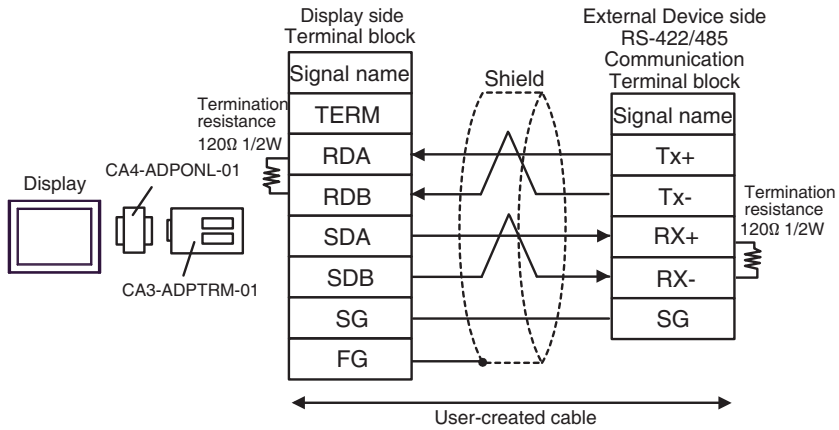 Display side
Terminal block
External Device side
RS-422/485
Communication
Terminal block
Signal name
Shield
Signal name
Termination
resistance
120Ω 1/2W
TERM
RDA
RDB
SDA
SDB
SG
FG
Tx+
Tx-
RX+
RX-
SG
Termination
resistance
120Ω 1/2W
Display
CA4-ADPONL-01
CA3-ADPTRM-01
User-created cable